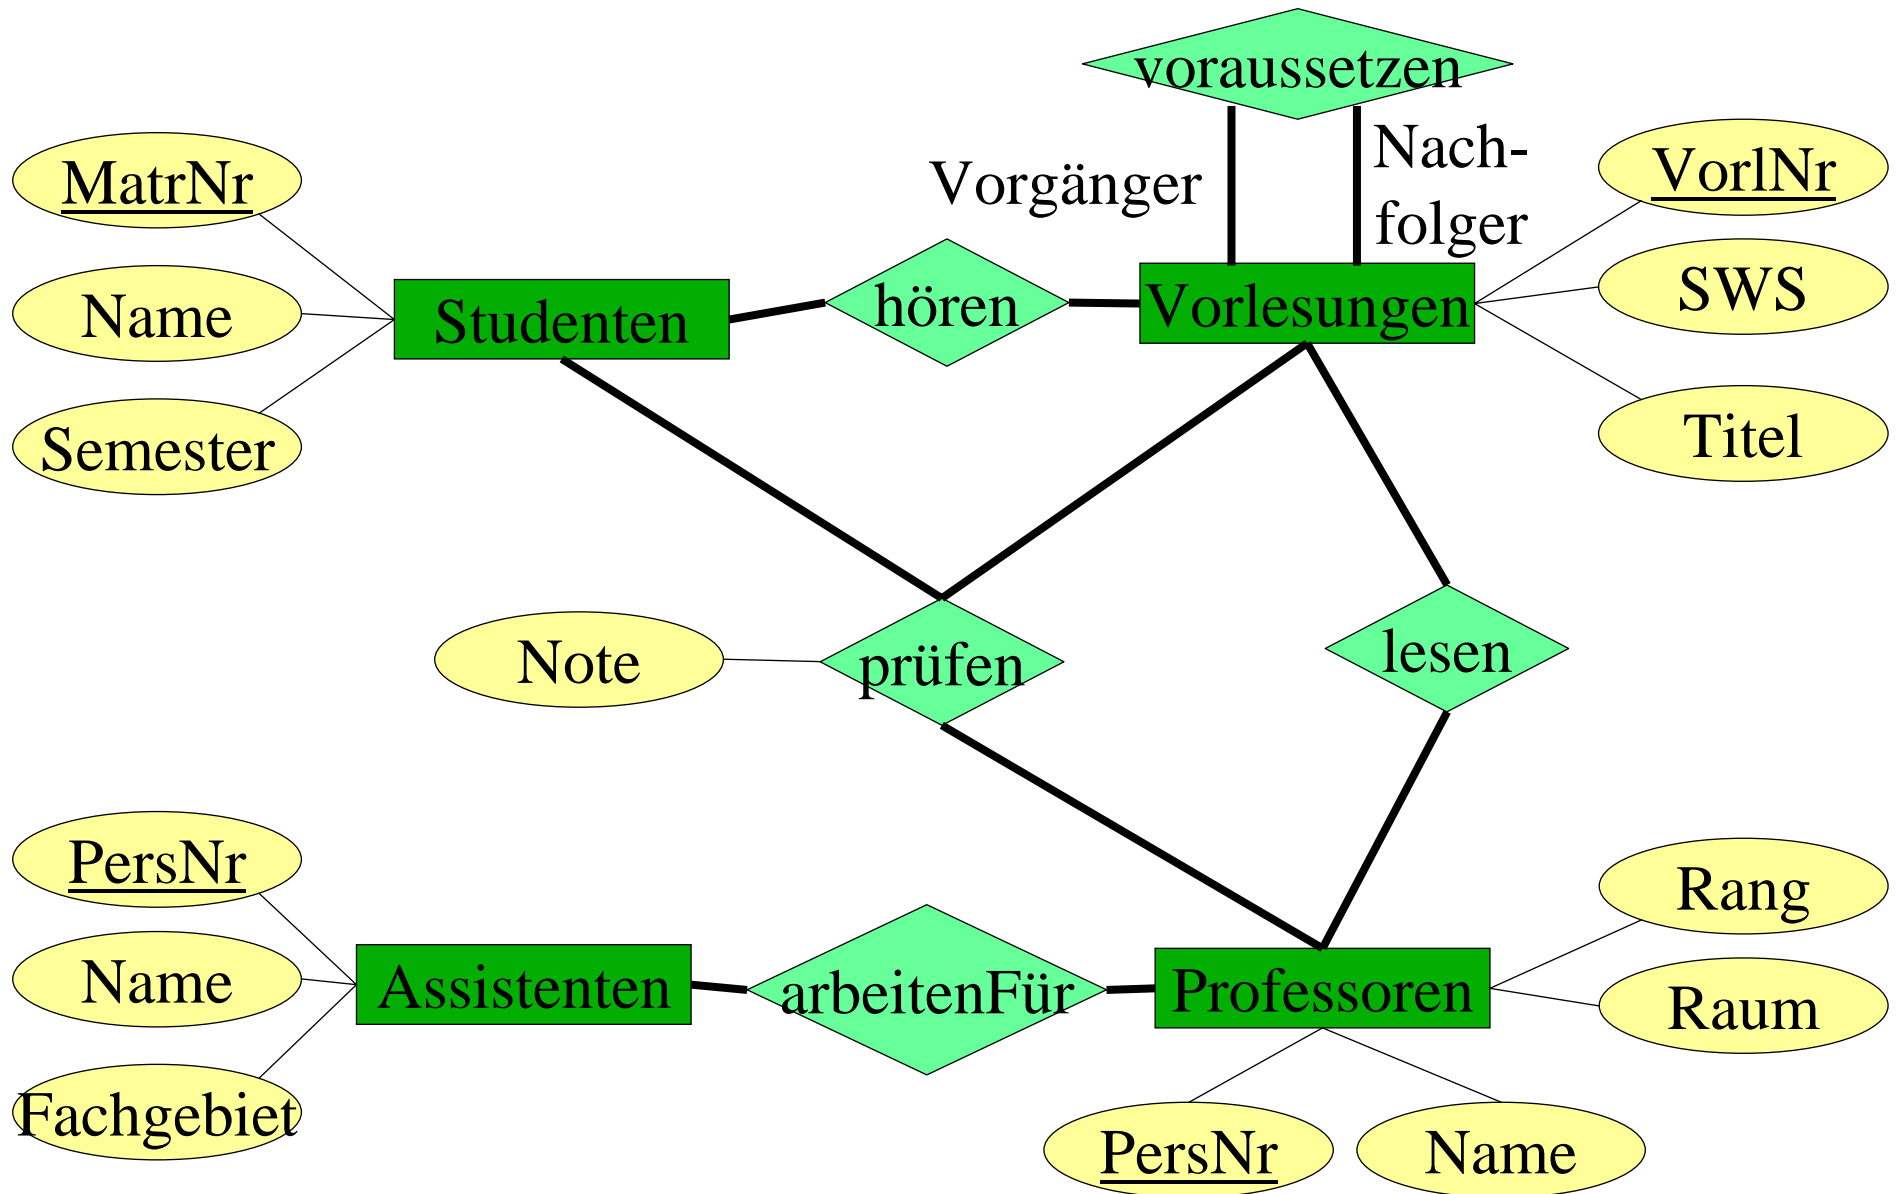 voraussetzen
Vorgänger
Nach-
folger
MatrNr
Name
Semester
Studenten
hören
Vorlesungen
VorlNr
SWS
Titel
Note
prüfen
lesen
PersNr
Name
Fachgebiet
Assistenten
arbeitenFür
Professoren
Rang
Raum
PersNr
Name